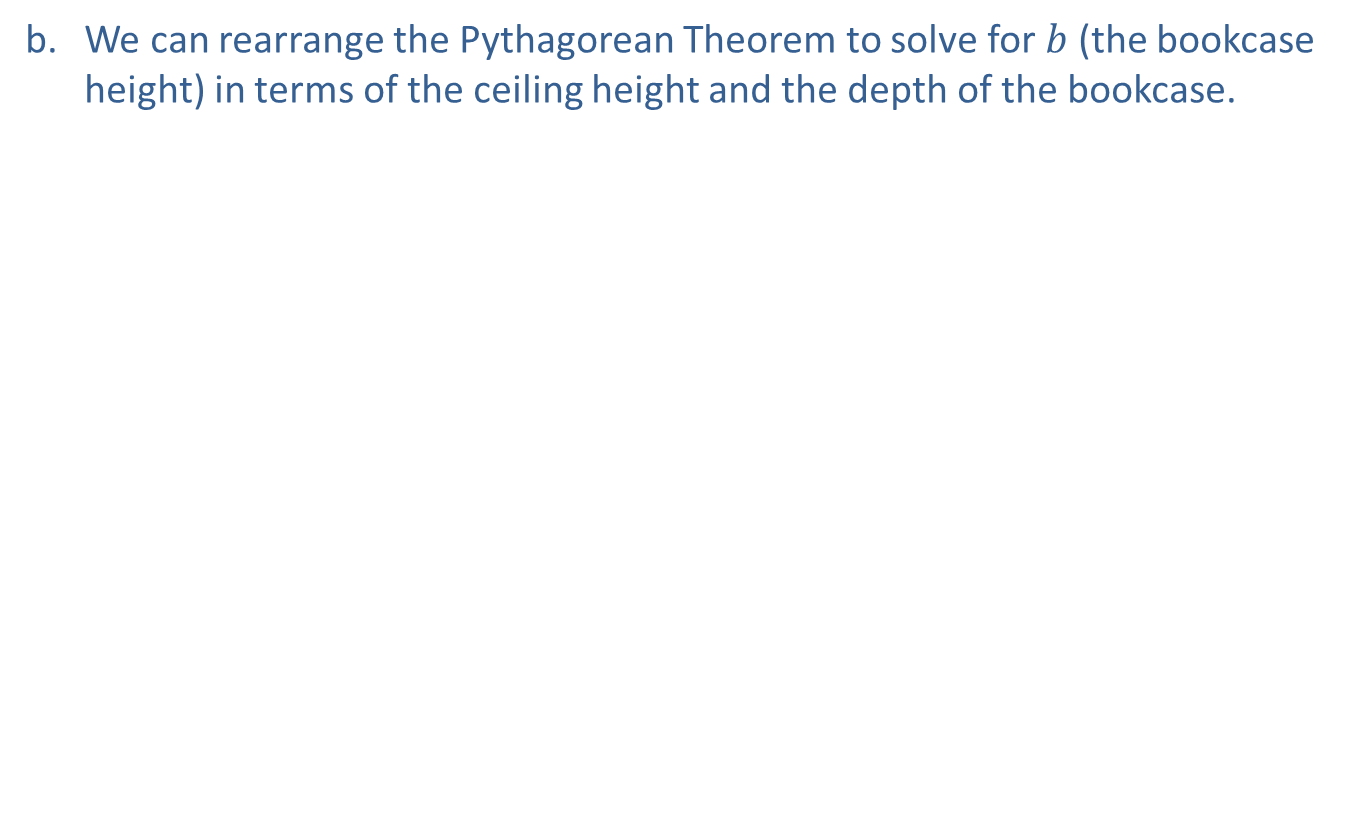 b. We can rearrange the Pythagorean Theorem to solve for b (the bookcase
height) in terms of the ceiling height and the depth of the bookcase.